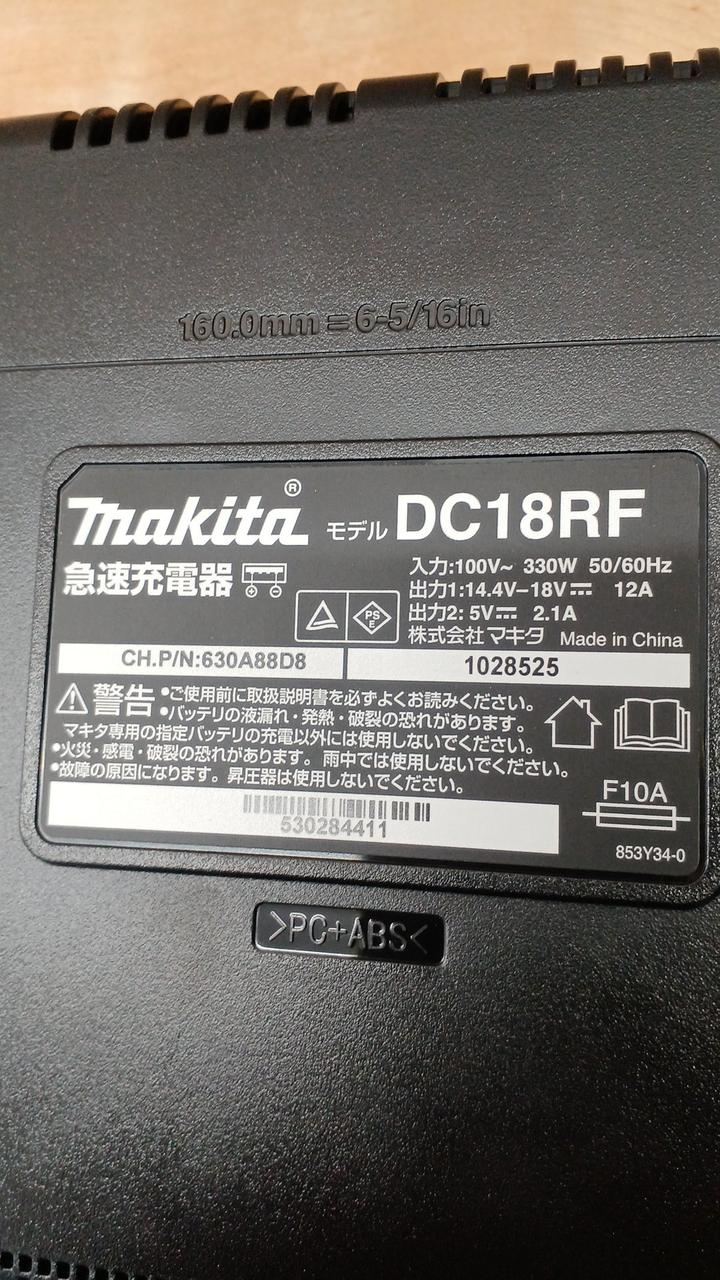 160.0mm = 6-5/16in
makita® モデル DC18RF
急速充電器
入力:100V~ 330W 50/60Hz
出力1:14.4V-18V⎓ 12A
出力2: 5V⎓ 2.1A
PS
E
株式会社マキタ Made in China
CH.P/N:630A88D8
1028525
警告 •ご使用前に取扱説明書を必ずよくお読みください。
•バッテリの液漏れ・発熱・破裂の恐れがあります。
マキタ専用の指定バッテリの充電以外には使用しないでください。
•火災・感電・破裂の恐れがあります。雨中では使用しないでください。
•故障の原因になります。昇圧器は使用しないでください。
F10A
530284411
853Y34-0
>PC+ABS<